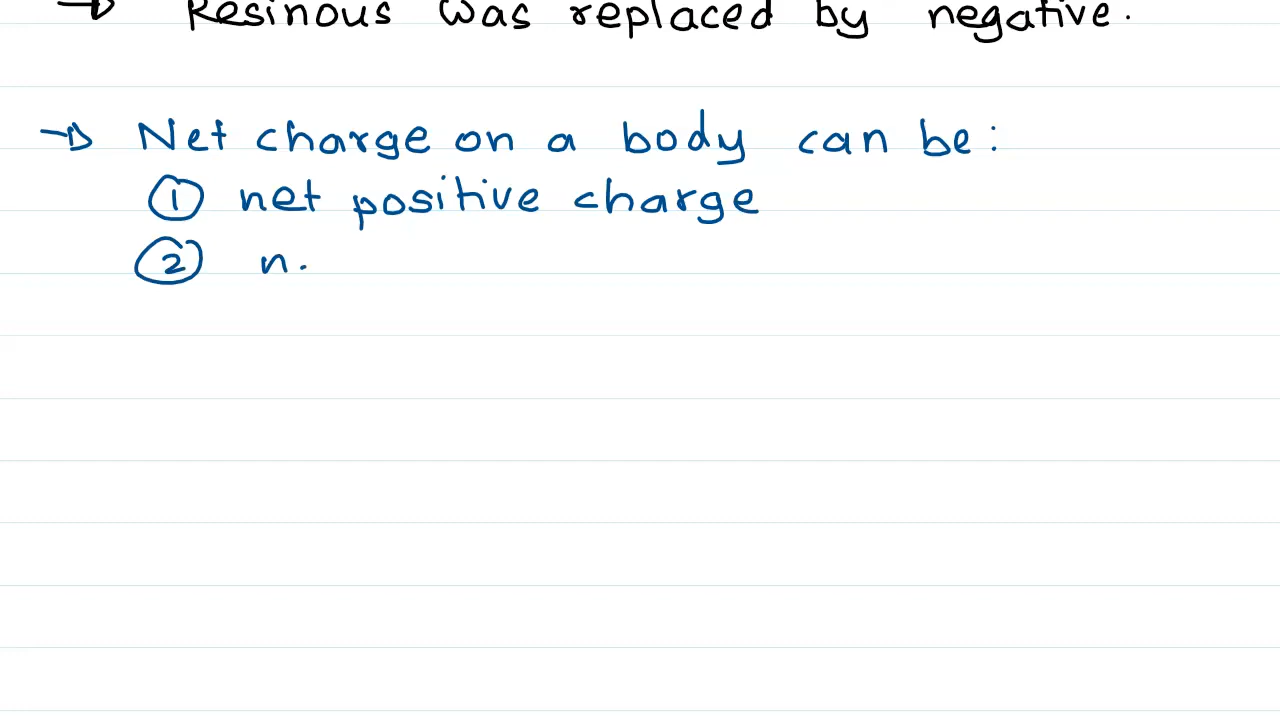 → Resinous was replaced by negative.
→ Net charge on a body can be:
① net positive charge
② n.